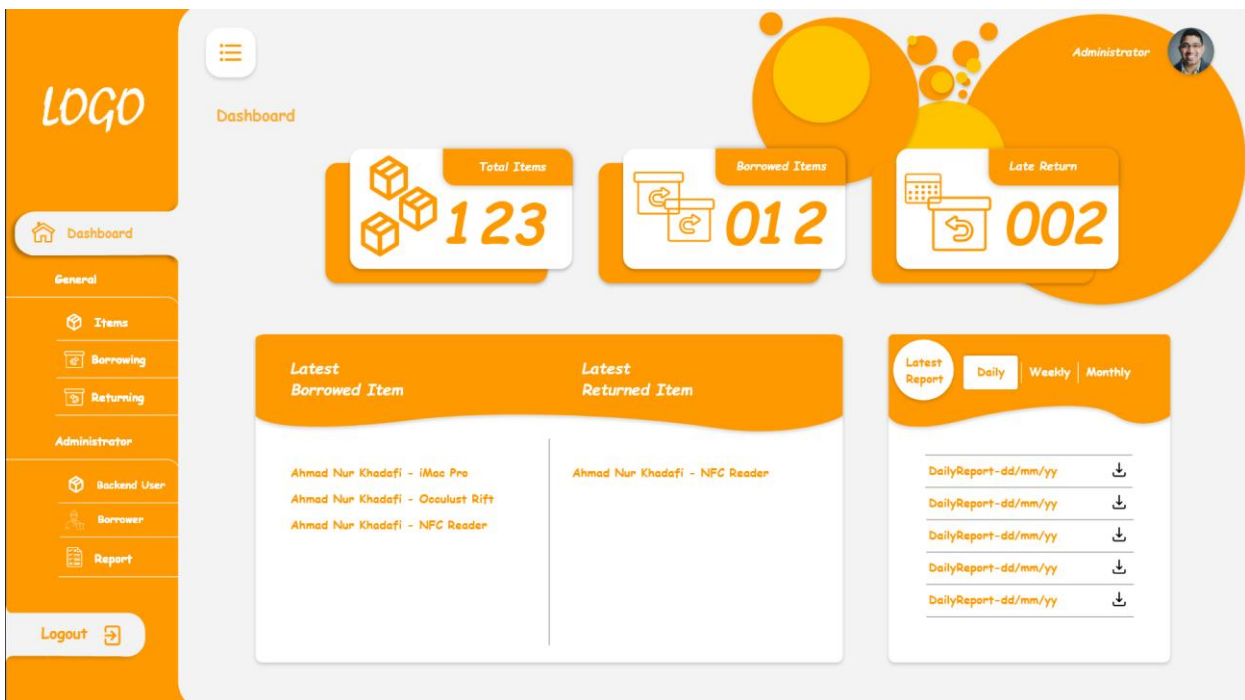 LOGO
Dashboard
General
Items
Borrowing
Returning
Administrator
Backend User
Borrower
Report
Logout
Administrator
Dashboard
Total Items
123
Borrowed Items
012
Late Return
002
Latest
Borrowed Item
Latest
Returned Item
Ahmad Nur Khadafi - iMac Pro
Ahmad Nur Khadafi - Occulust Rift
Ahmad Nur Khadafi - NFC Reader
Ahmad Nur Khadafi - NFC Reader
Latest
Report
Daily
Weekly
Monthly
DailyReport-dd/mm/yy
DailyReport-dd/mm/yy
DailyReport-dd/mm/yy
DailyReport-dd/mm/yy
DailyReport-dd/mm/yy